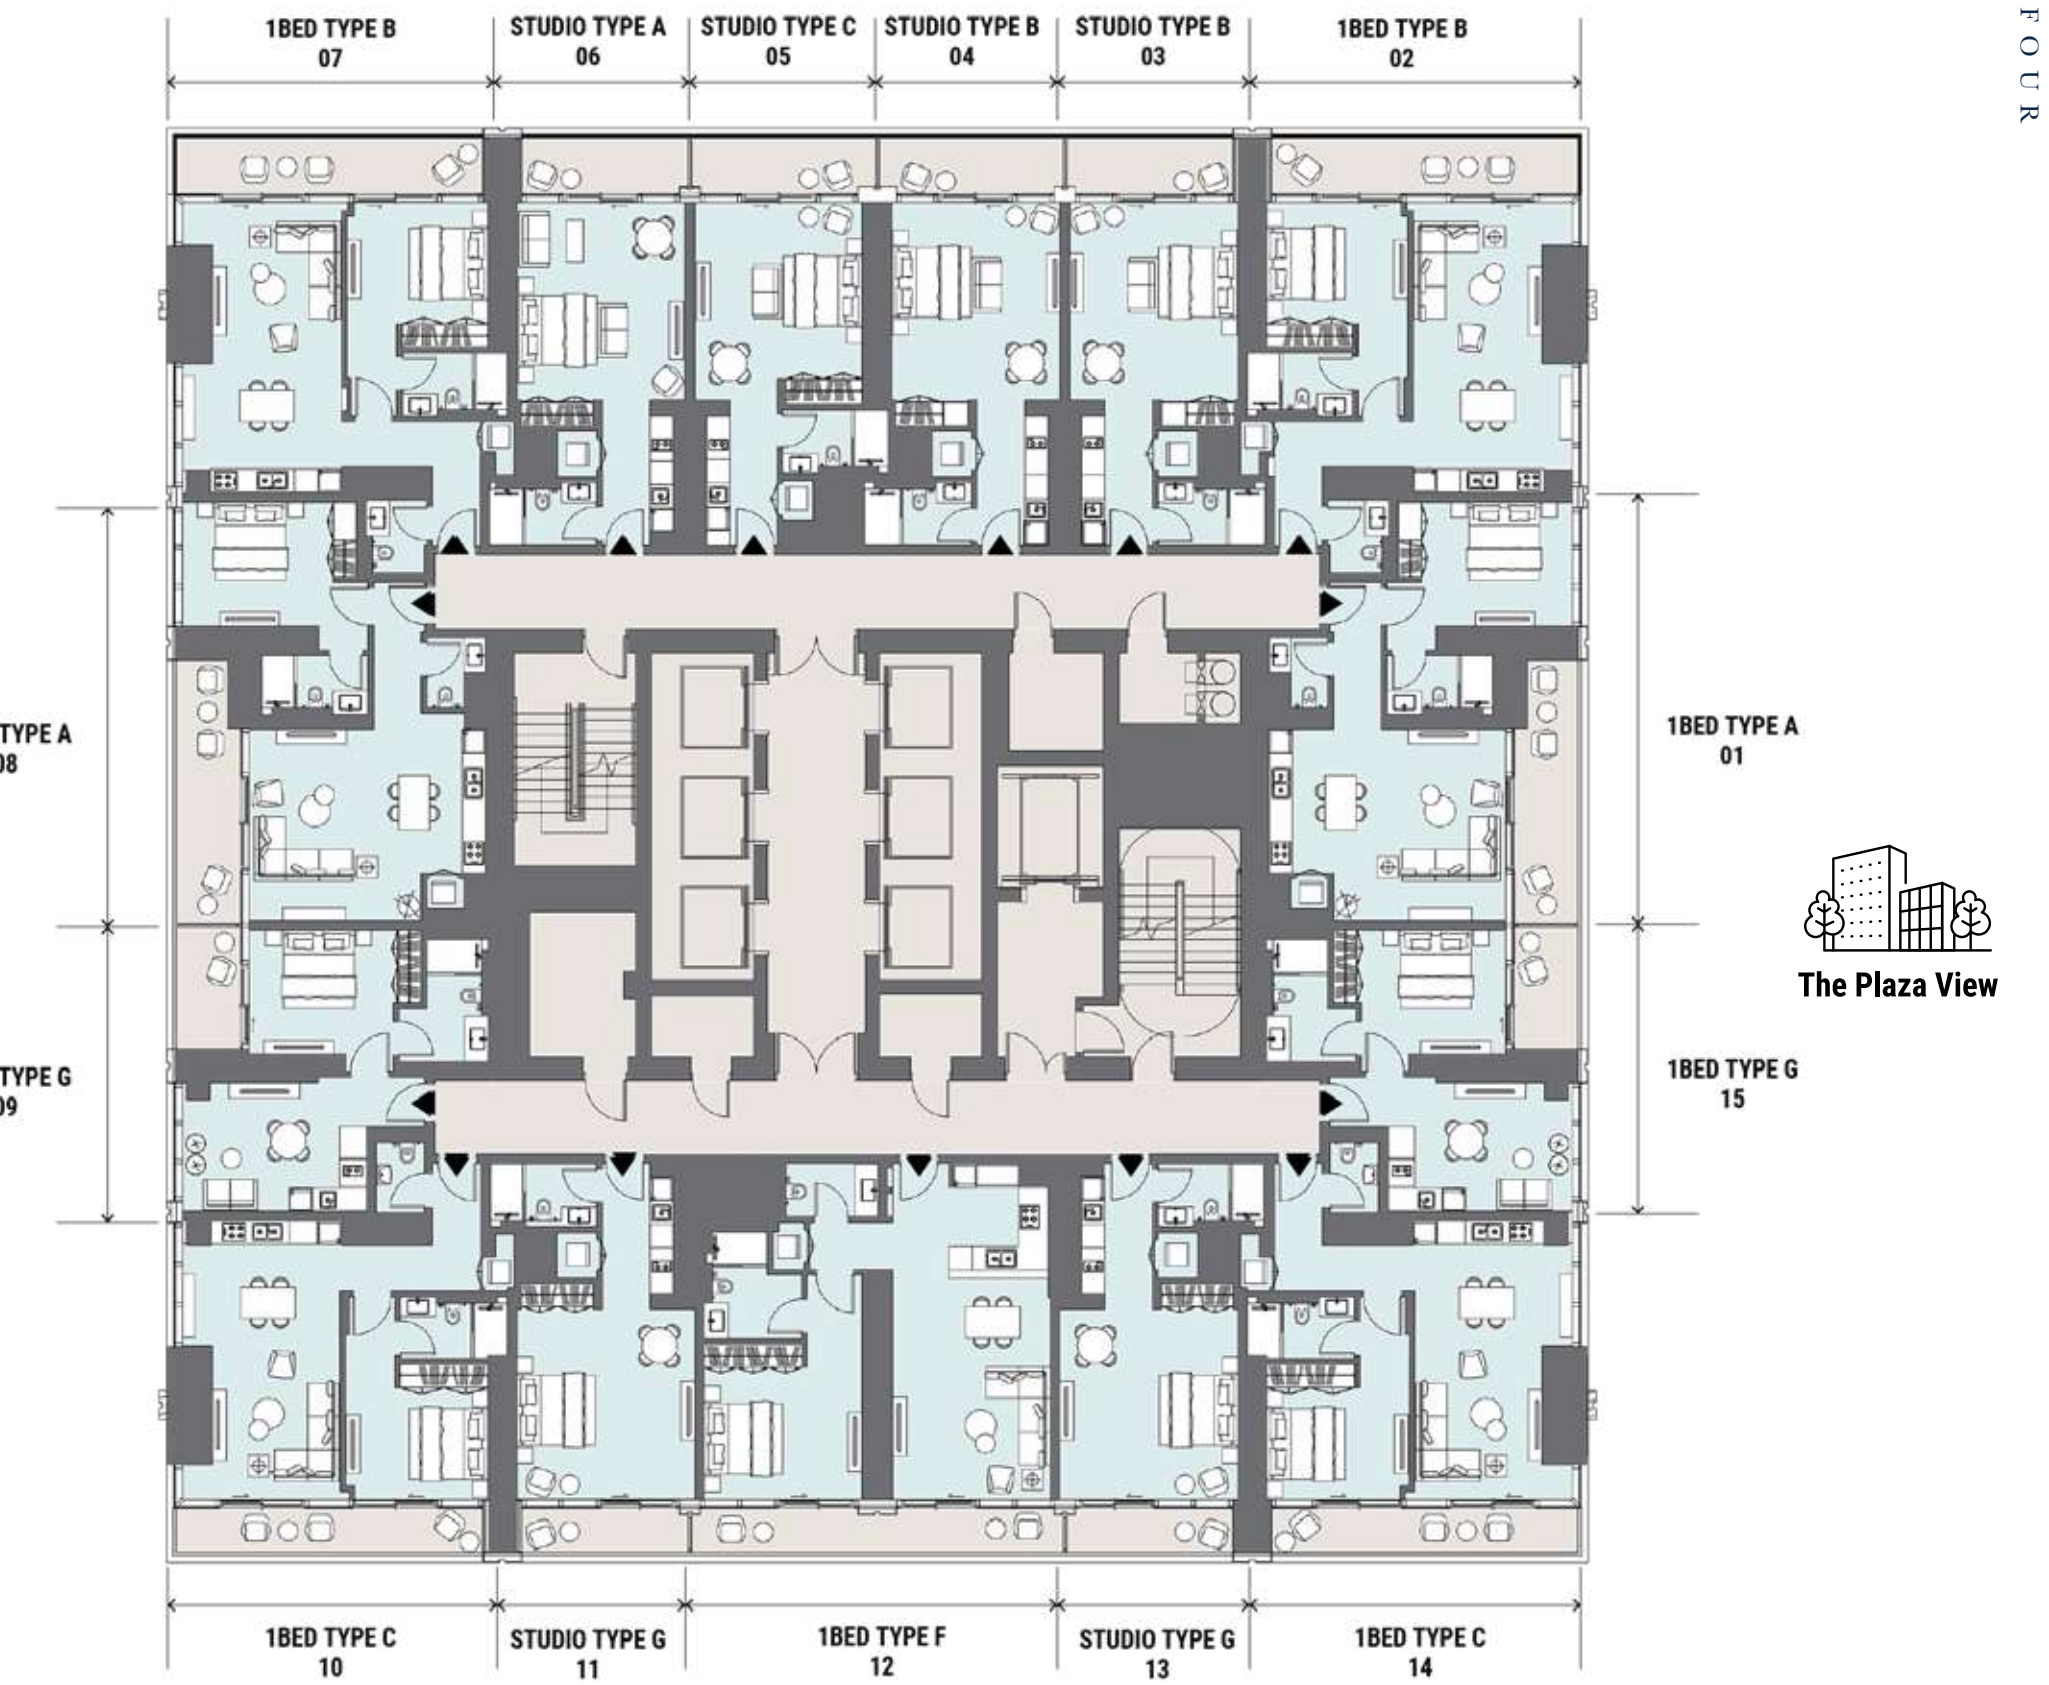 1BED TYPE B
07
STUDIO TYPE A
06
STUDIO TYPE C
05
STUDIO TYPE B
04
STUDIO TYPE B
03
1BED TYPE B
02
FOUR
TYPE A
08
1BED TYPE A
01
The Plaza View
TYPE G
09
1BED TYPE G
15
1BED TYPE C
10
STUDIO TYPE G
11
1BED TYPE F
12
STUDIO TYPE G
13
1BED TYPE C
14